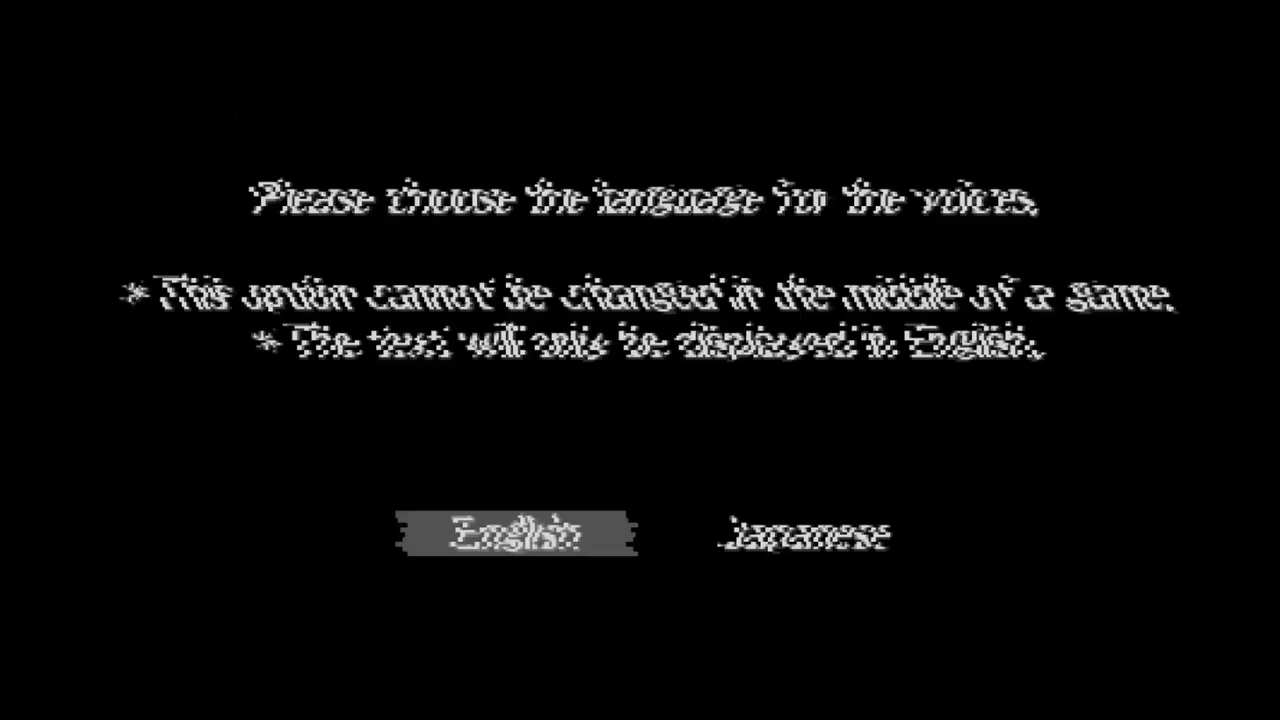 Please choose the language for the voices.
* This option cannot be changed in the middle of a game.
* The text will only be displayed in English.
English
Japanese